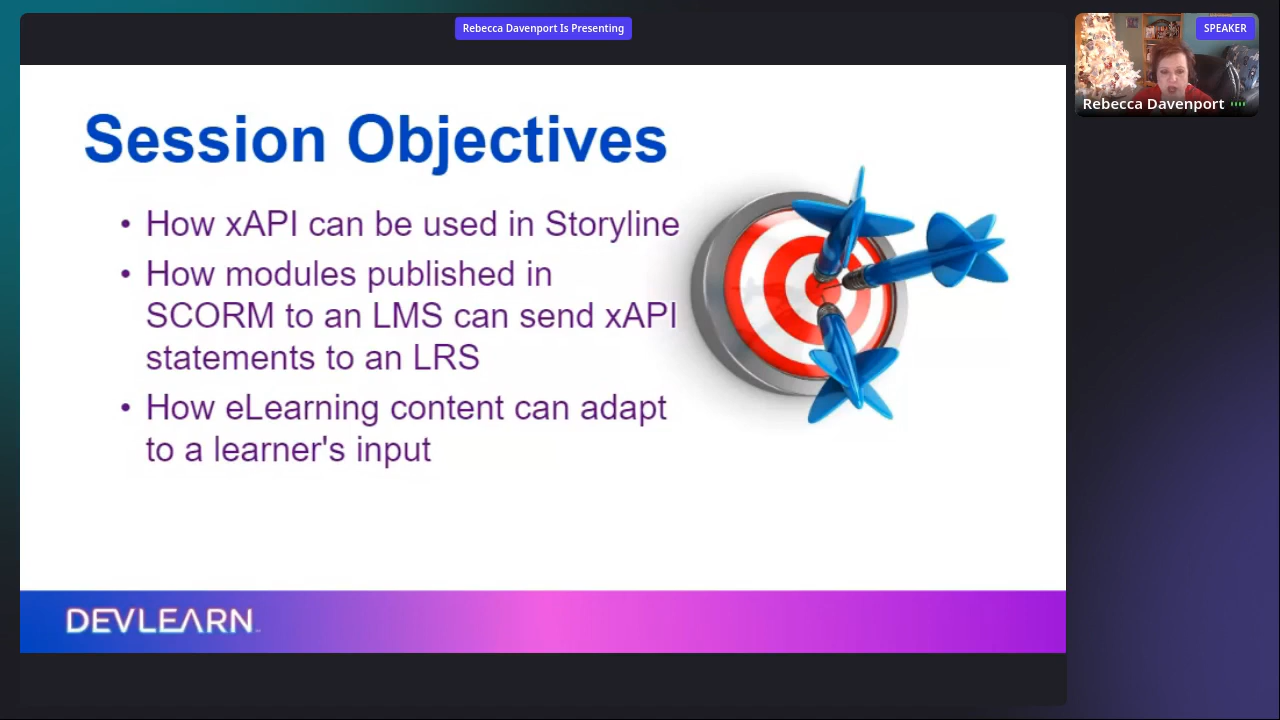 Rebecca Davenport Is Presenting
SPEAKER
Rebecca Davenport
Session Objectives
• How xAPI can be used in Storyline
• How modules published in
SCORM to an LMS can send xAPI
statements to an LRS
• How eLearning content can adapt
to a learner's input
DEVLEARN